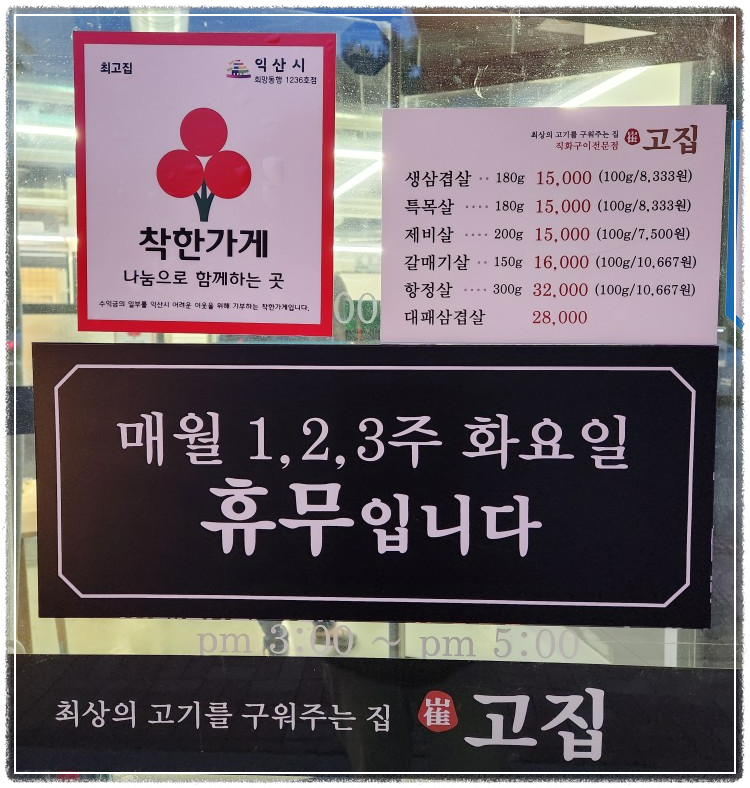 최고집
익산시
희망동행 1236호점
착한가게
나눔으로 함께하는 곳
수익금의 일부를 익산시 어려운 이웃을 위해 기부하는 착한가게입니다.
최상의 고기를 구워주는 집
직화구이전문점
崔고집
생삼겹살 ·· 180g 15,000 (100g/8,333원)
특목살 ···· 180g 15,000 (100g/8,333원)
제비살 ···· 200g 15,000 (100g/7,500원)
갈매기살 ·· 150g 16,000 (100g/10,667원)
항정살 ···· 300g 32,000 (100g/10,667원)
대패삼겹살 28,000
:00
매월 1,2,3주 화요일
휴무입니다
pm 3:00 ~ pm 5:00
최상의 고기를 구워주는 집 崔고집